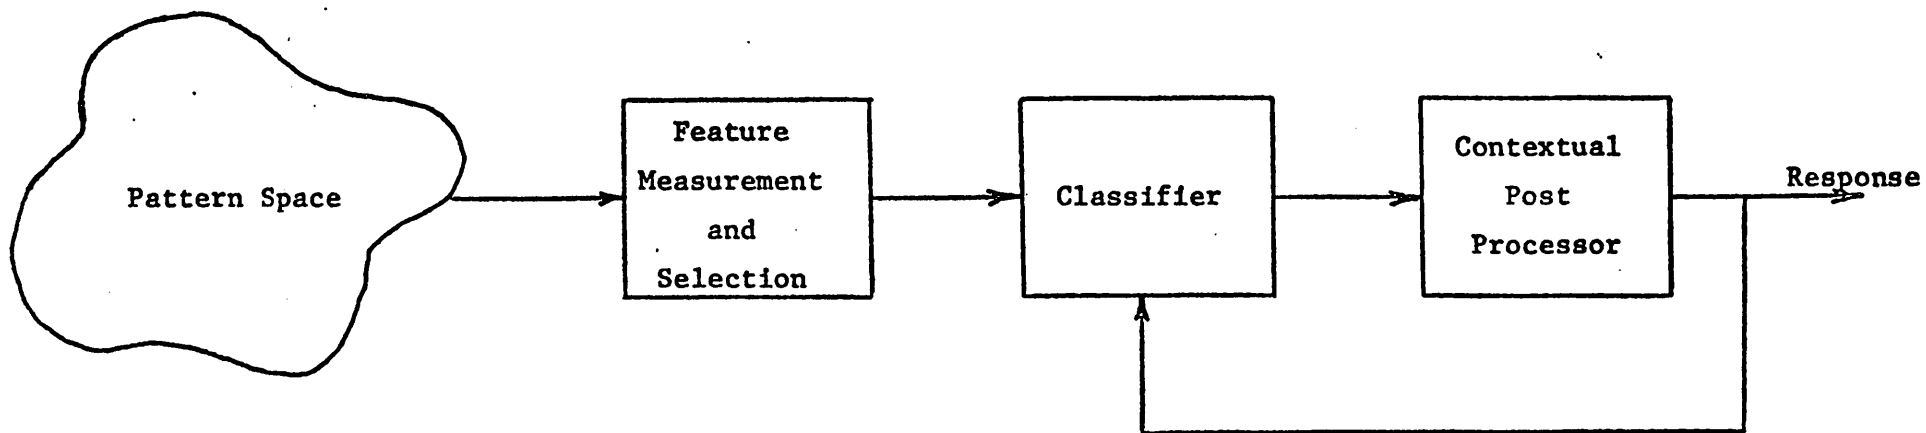 Pattern Space
Feature
Measurement
and
Selection
Classifier
Contextual
Post
Processor
Response